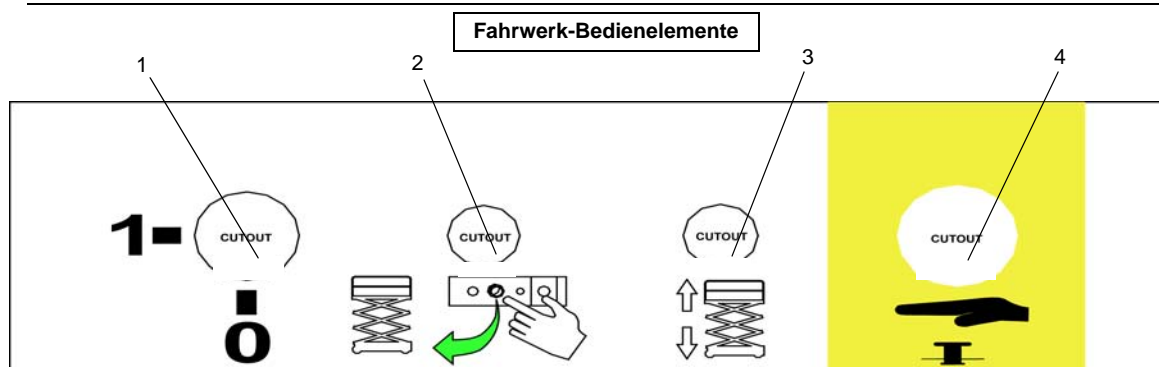 Fahrwerk-Bedienelemente
1 2 3 4
1- CUTOUT CUTOUT CUTOUT CUTOUT
0